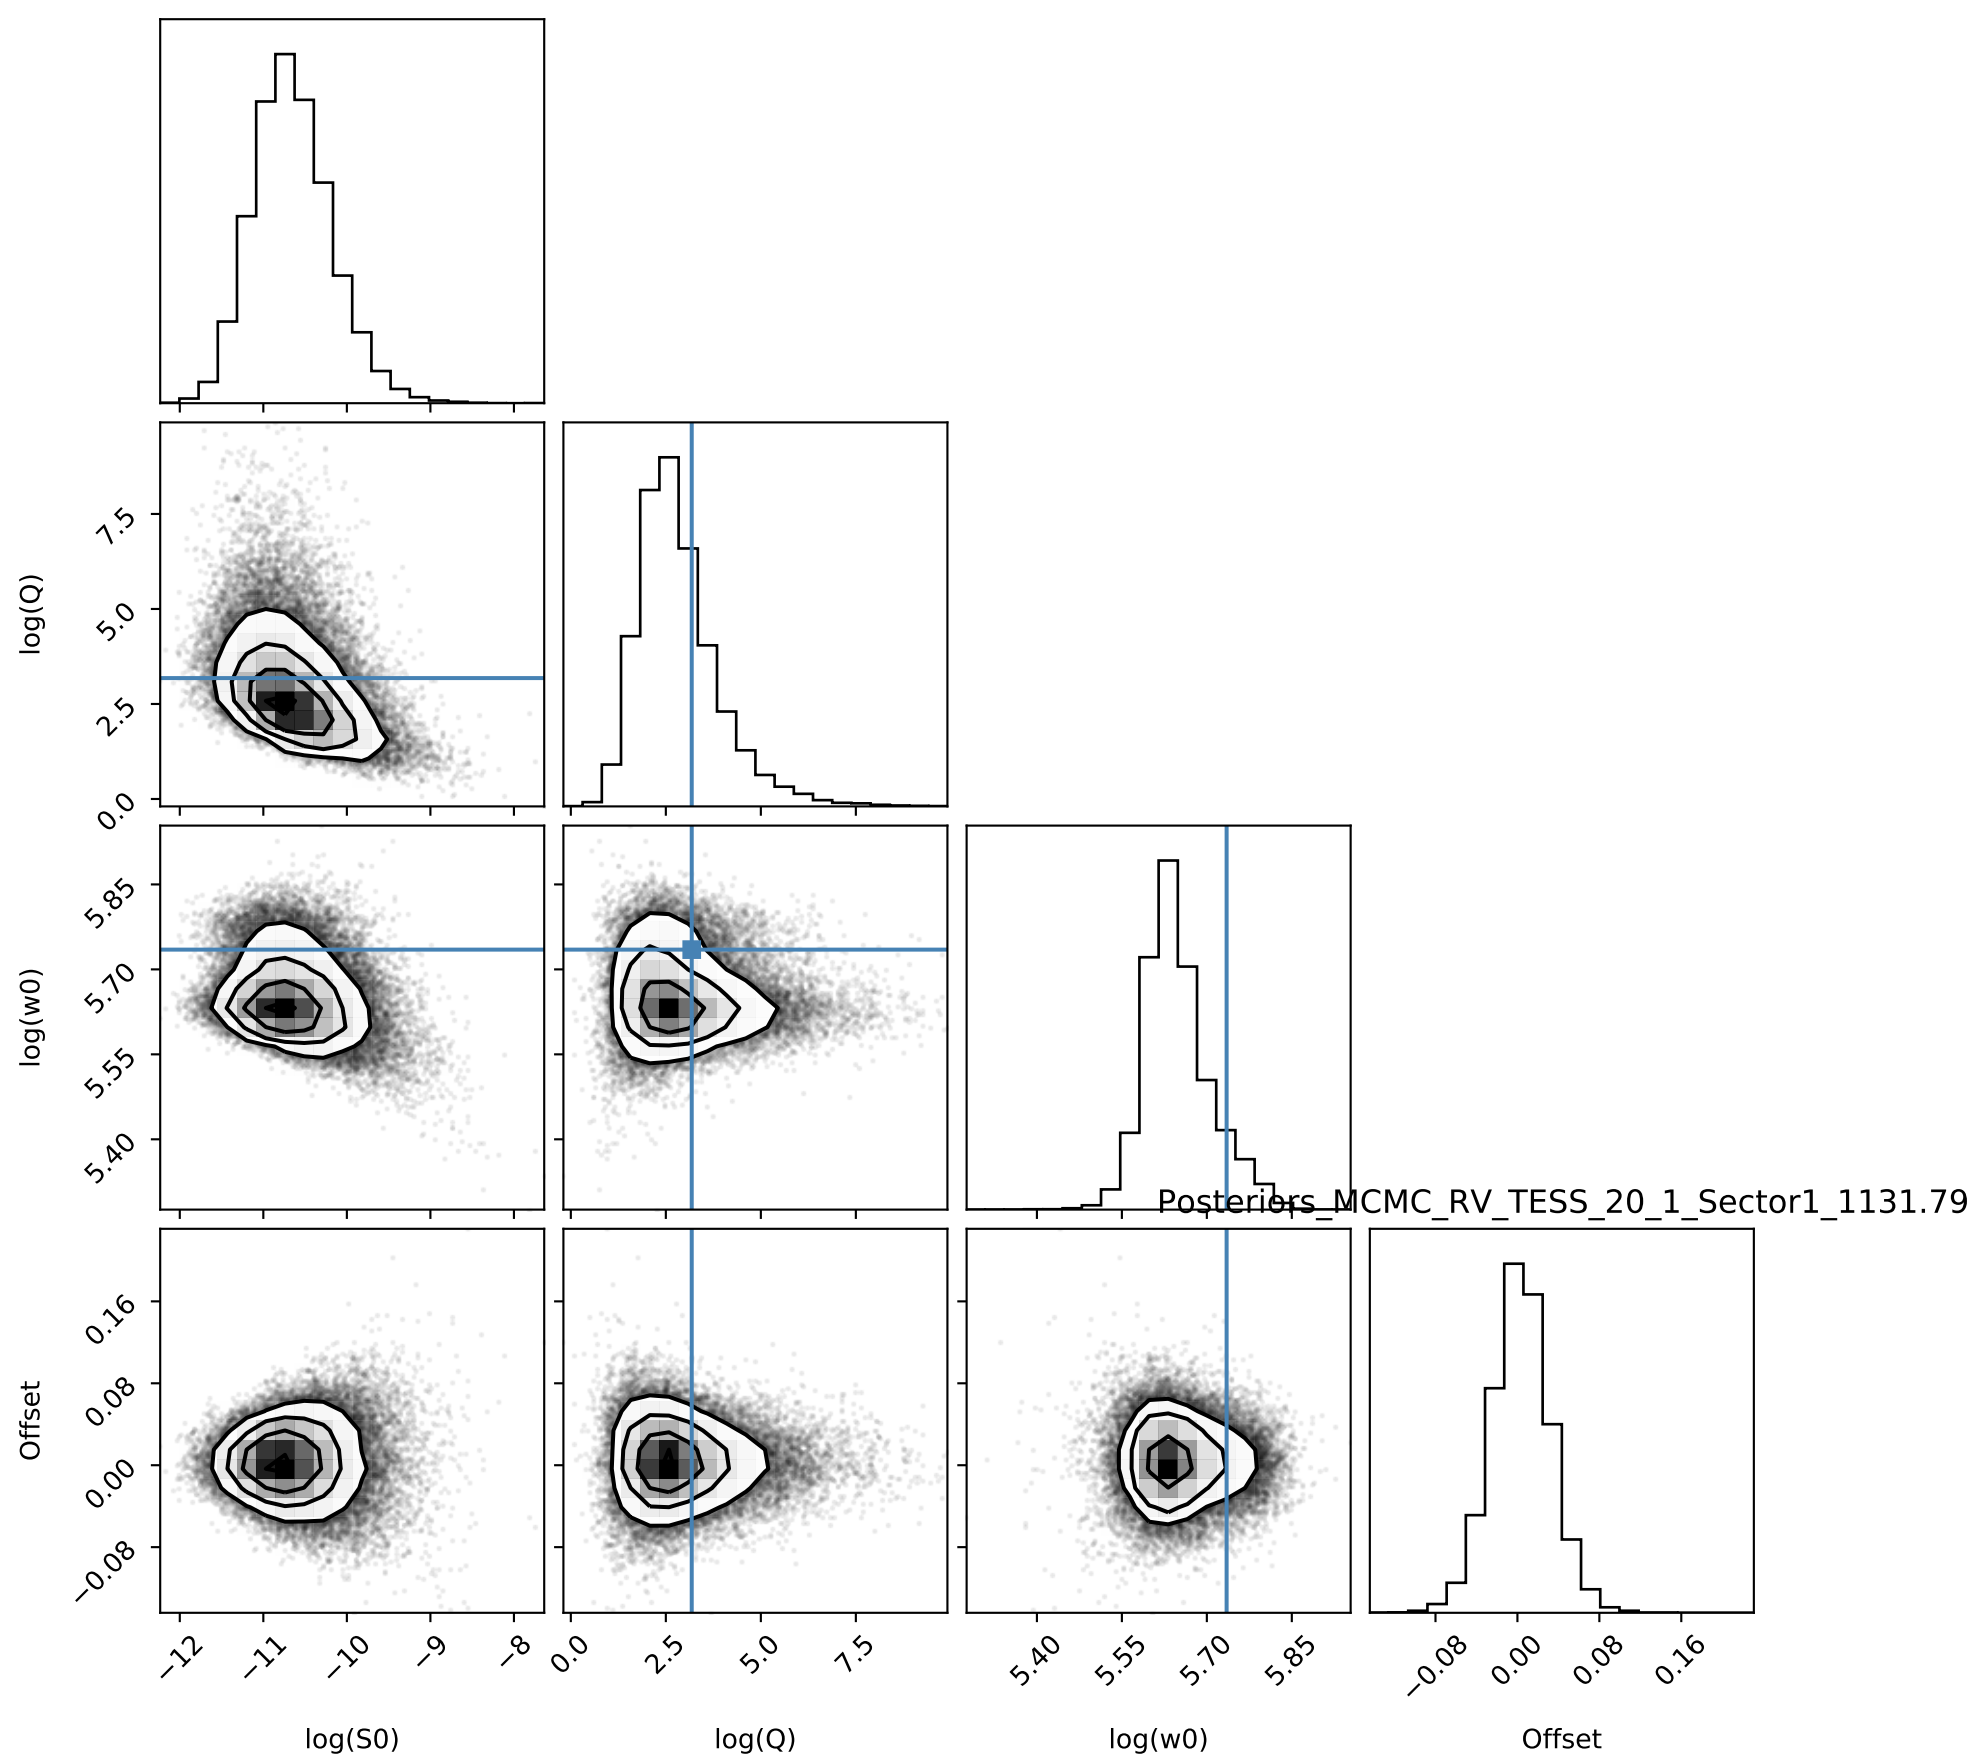 log(Q)
7.5
5.0
2.5
0.0
log(w0)
5.85
5.70
5.55
5.40
Posteriors_MCMC_RV_TESS_20_1_Sector1_1131.79
Offset
0.16
0.08
0.00
−0.08
−12 −11 −10 −9 −8 0.0 2.5 5.0 7.5 5.40 5.55 5.70 5.85 −0.08 0.00 0.08 0.16
log(S0) log(Q) log(w0) Offset